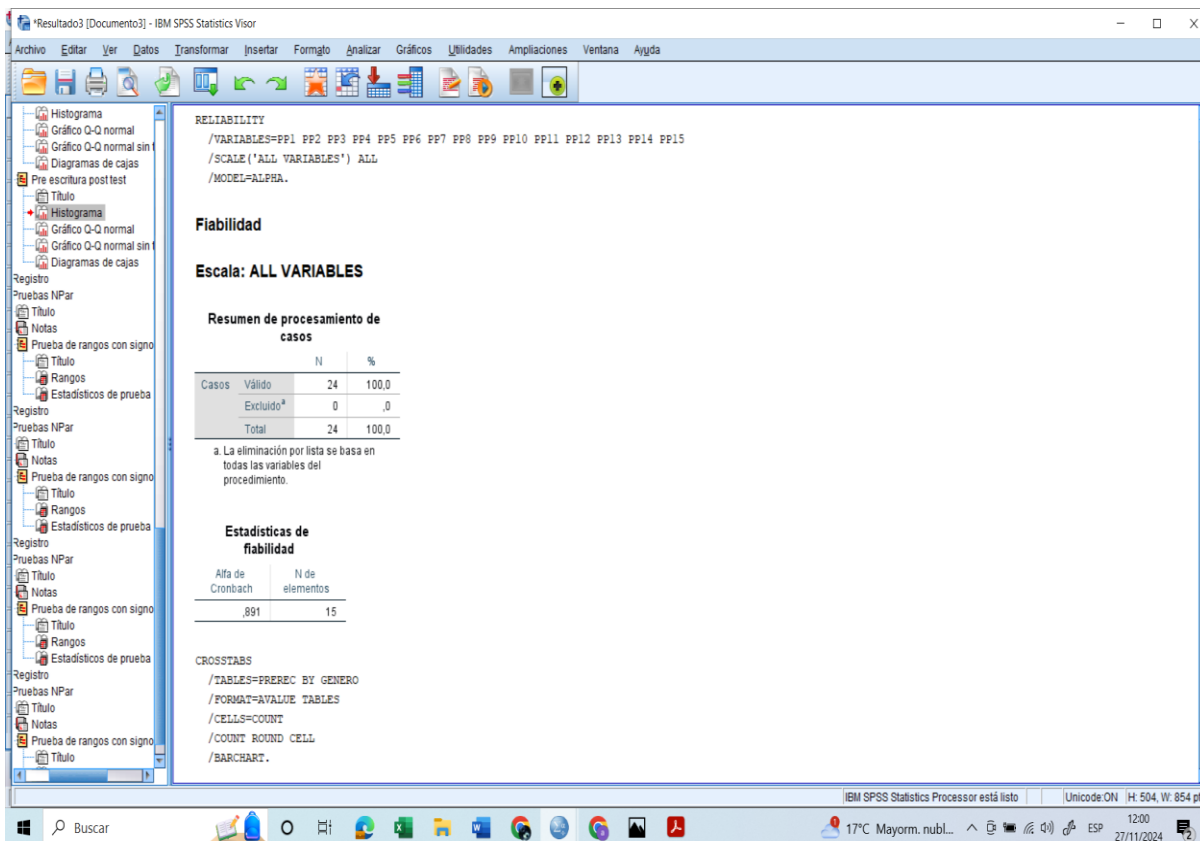 *Resultado3 [Documento3] - IBM SPSS Statistics Visor
Archivo Editar Ver Datos Transformar Insertar Formato Analizar Gráficos Utilidades Ampliaciones Ventana Ayuda
Histograma
Gráfico Q-Q normal
Gráfico Q-Q normal sin t
Diagramas de cajas
Pre escritura post test
Título
Histograma
Gráfico Q-Q normal
Gráfico Q-Q normal sin t
Diagramas de cajas
Registro
Pruebas NPar
Título
Notas
Prueba de rangos con signo
Título
Rangos
Estadísticos de prueba
Registro
Pruebas NPar
Título
Notas
Prueba de rangos con signo
Título
Rangos
Estadísticos de prueba
Registro
Pruebas NPar
Título
Notas
Prueba de rangos con signo
Título
Rangos
Estadísticos de prueba
Registro
Pruebas NPar
Título
Notas
Prueba de rangos con signo
Título
RELIABILITY
/VARIABLES=PP1 PP2 PP3 PP4 PP5 PP6 PP7 PP8 PP9 PP10 PP11 PP12 PP13 PP14 PP15
/SCALE('ALL VARIABLES') ALL
/MODEL=ALPHA.
Fiabilidad
Escala: ALL VARIABLES
Resumen de procesamiento de
casos
N %
Casos Válido 24 100,0
Excluido^a 0 ,0
Total 24 100,0
a. La eliminación por lista se basa en
todas las variables del
procedimiento.
Estadísticas de
fiabilidad
Alfa de N de
Cronbach elementos
,891 15
CROSSTABS
/TABLES=PREREC BY GENERO
/FORMAT=AVALUE TABLES
/CELLS=COUNT
/COUNT ROUND CELL
/BARCHART.
IBM SPSS Statistics Processor está listo Unicode:ON H: 504, W: 854 pt
Buscar
17°C Mayorm. nubl... ESP 12:00
27/11/2024 2